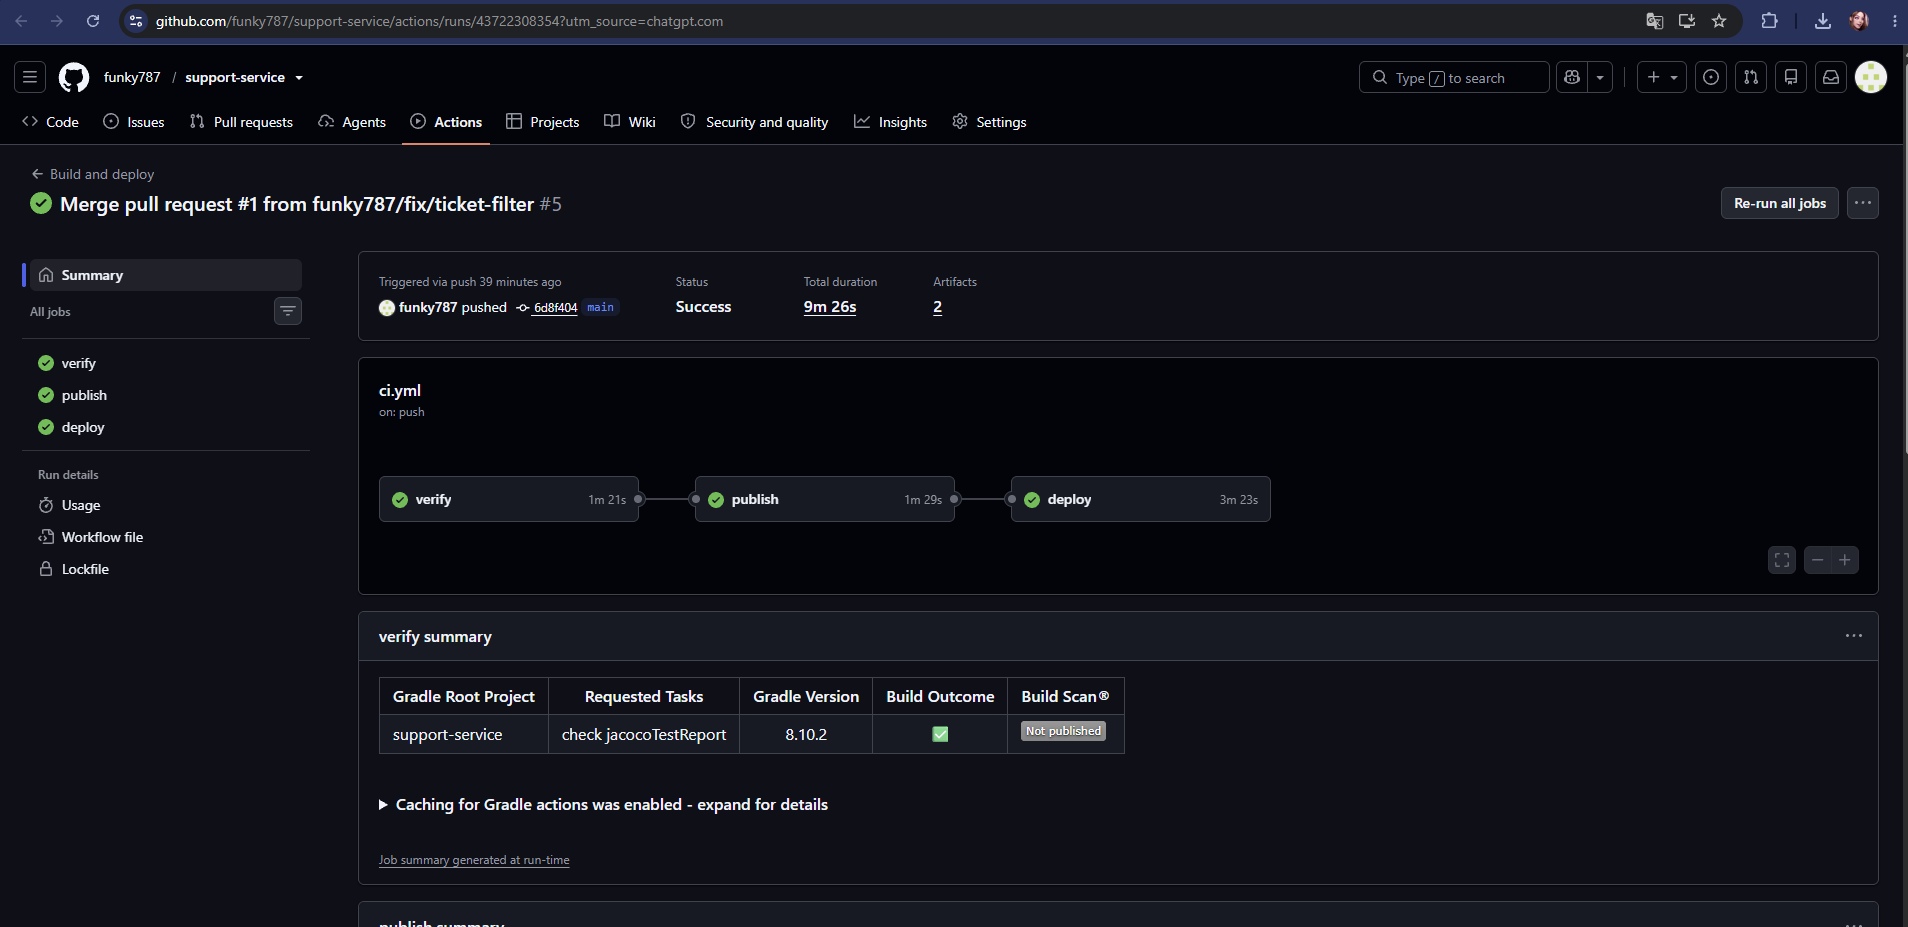 github.com/funky787/support-service/actions/runs/43722308354?utm_source=chatgpt.com
funky787 / support-service
Type / to search
Code Issues Pull requests Agents Actions Projects Wiki Security and quality Insights Settings
← Build and deploy
Merge pull request #1 from funky787/fix/ticket-filter #5
Re-run all jobs
Summary
All jobs
verify
publish
deploy
Run details
Usage
Workflow file
Lockfile
Triggered via push 39 minutes ago
funky787 pushed 6d8f404 main
Status
Success
Total duration
9m 26s
Artifacts
2
ci.yml
on: push
verify 1m 21s
publish 1m 29s
deploy 3m 23s
verify summary
Gradle Root Project Requested Tasks Gradle Version Build Outcome Build Scan®
support-service check jacocoTestReport 8.10.2 ✅ Not published
Caching for Gradle actions was enabled - expand for details
Job summary generated at run-time
publish summary